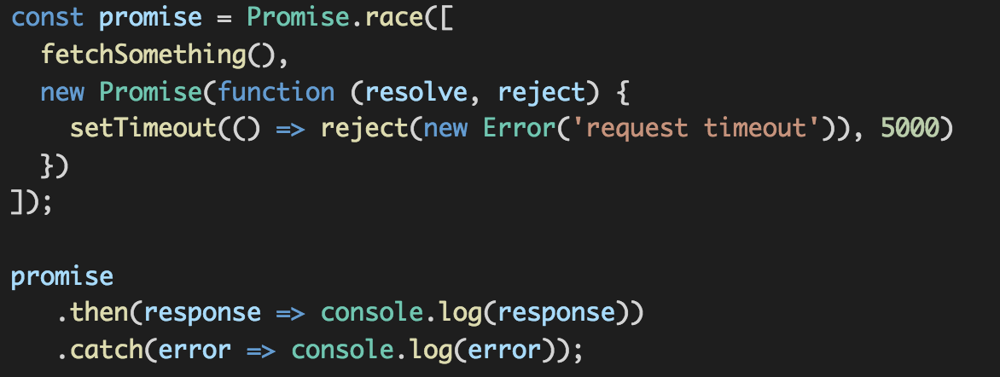 const promise = Promise.race([
  fetchSomething(),
  new Promise(function (resolve, reject) {
    setTimeout(() => reject(new Error('request timeout')), 5000)
  })
]);

promise
   .then(response => console.log(response))
   .catch(error => console.log(error));